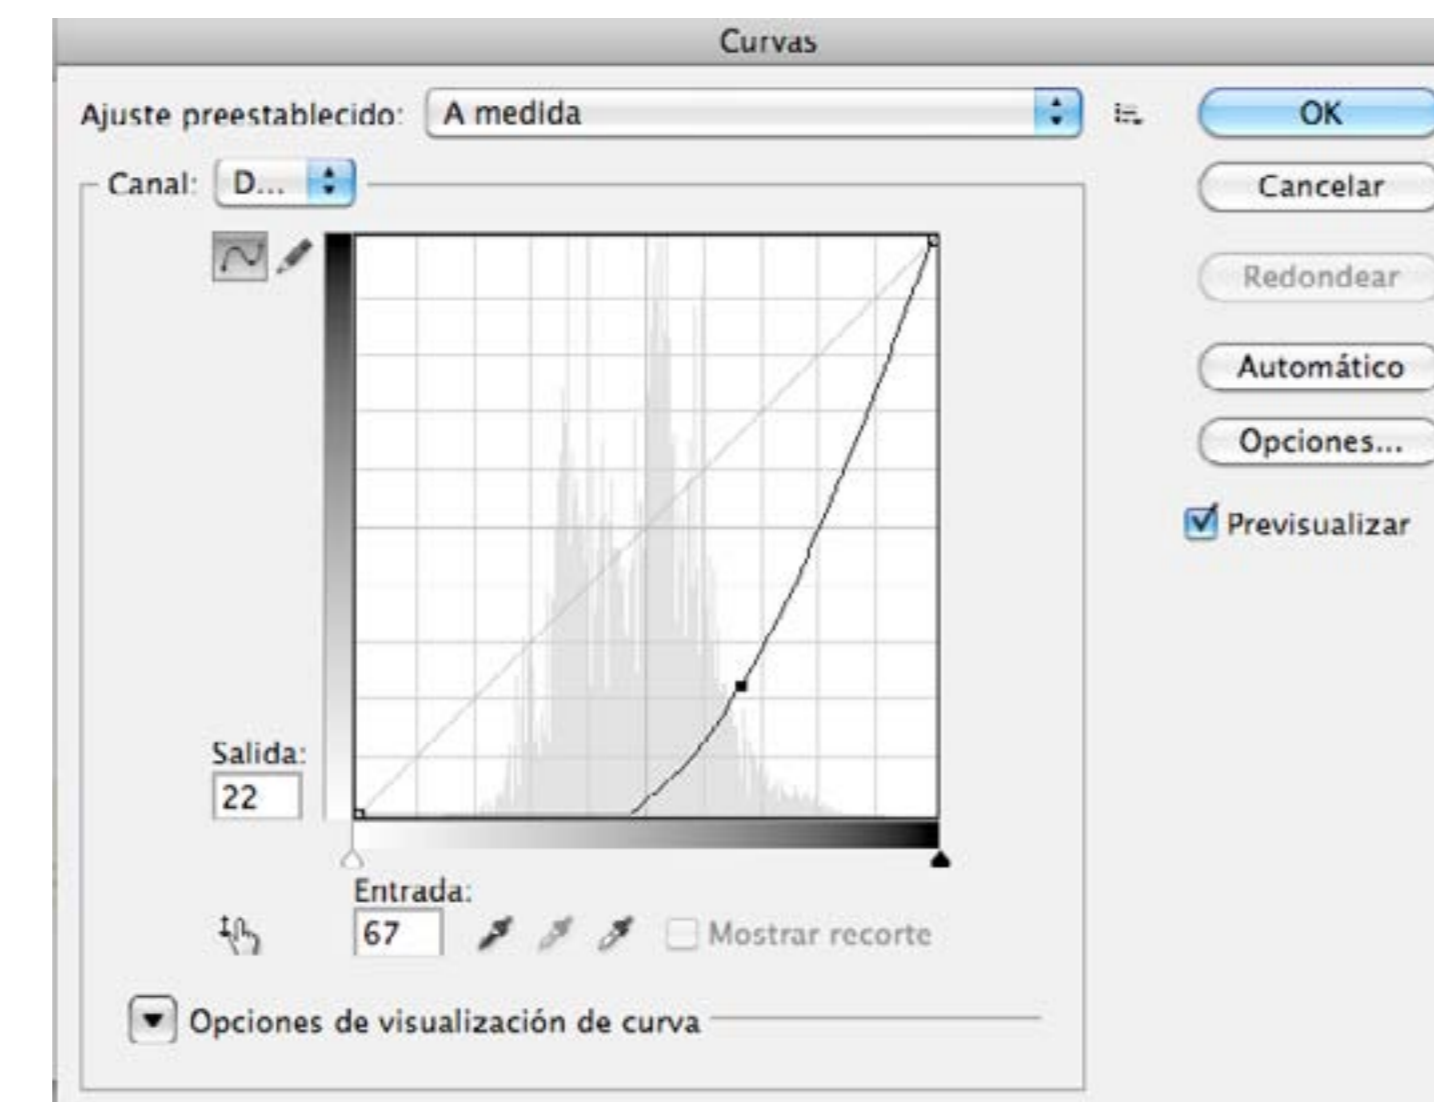 Curvas
Ajuste preestablecido: A medida
OK
Canal: D...
Cancelar
Redondear
Automático
Opciones...
Previsualizar
Salida:
22
Entrada:
67
Mostrar recorte
Opciones de visualización de curva